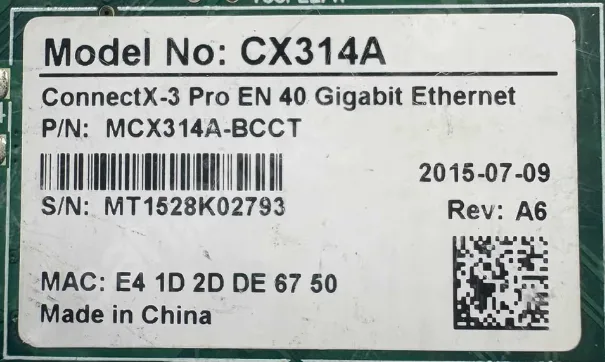 Model No: CX314A
ConnectX-3 Pro EN 40 Gigabit Ethernet
P/N: MCX314A-BCCT
2015-07-09
S/N: MT1528K02793
Rev: A6
MAC: E4 1D 2D DE 67 50
Made in China